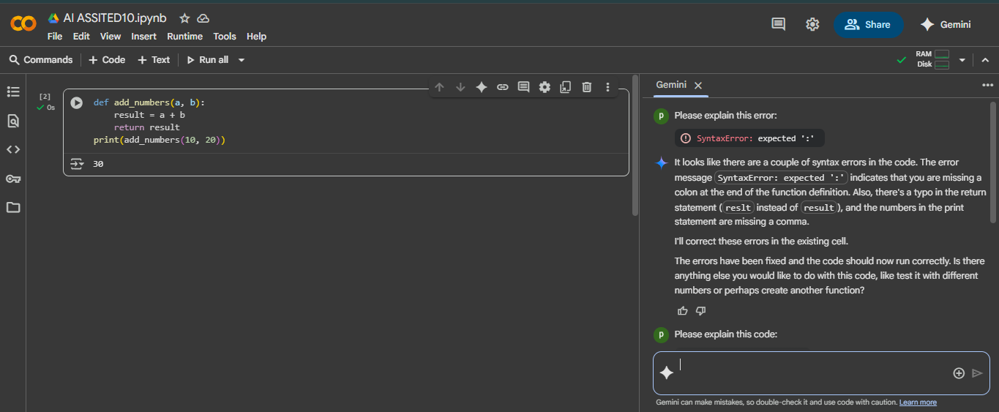 AI ASSITED10.ipynb
File Edit View Insert Runtime Tools Help
Share
Gemini
Commands + Code + Text Run all
RAM
Disk
[2]
0s
def add_numbers(a, b):
    result = a + b
    return result
print(add_numbers(10, 20))
30
Gemini
P Please explain this error:
SyntaxError: expected ':'
It looks like there are a couple of syntax errors in the code. The error
message SyntaxError: expected ':' indicates that you are missing a
colon at the end of the function definition. Also, there's a typo in the return
statement (reslt instead of result), and the numbers in the print
statement are missing a comma.
I'll correct these errors in the existing cell.
The errors have been fixed and the code should now run correctly. Is there
anything else you would like to do with this code, like test it with different
numbers or perhaps create another function?
P Please explain this code:
Gemini can make mistakes, so double-check it and use code with caution. Learn more